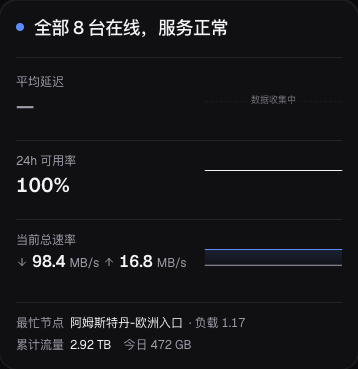 全部 8 台在线，服务正常
平均延迟
—
数据收集中
24h 可用率
100%
当前总速率
↓ 98.4 MB/s ↑ 16.8 MB/s
最忙节点 阿姆斯特丹-欧洲入口 · 负载 1.17
累计流量 2.92 TB 今日 472 GB